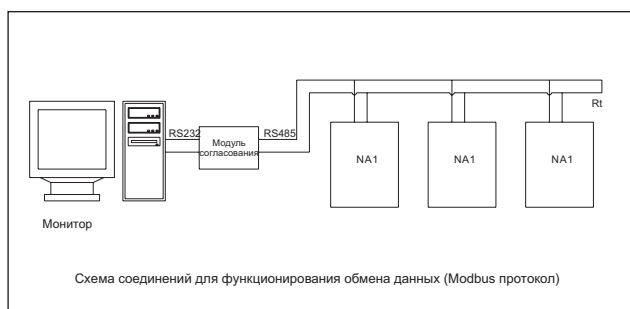 Rt
RS232
RS485
Модуль
согласования
NA1
NA1
NA1
Монитор
Схема соединений для функционирования обмена данных (Modbus протокол)